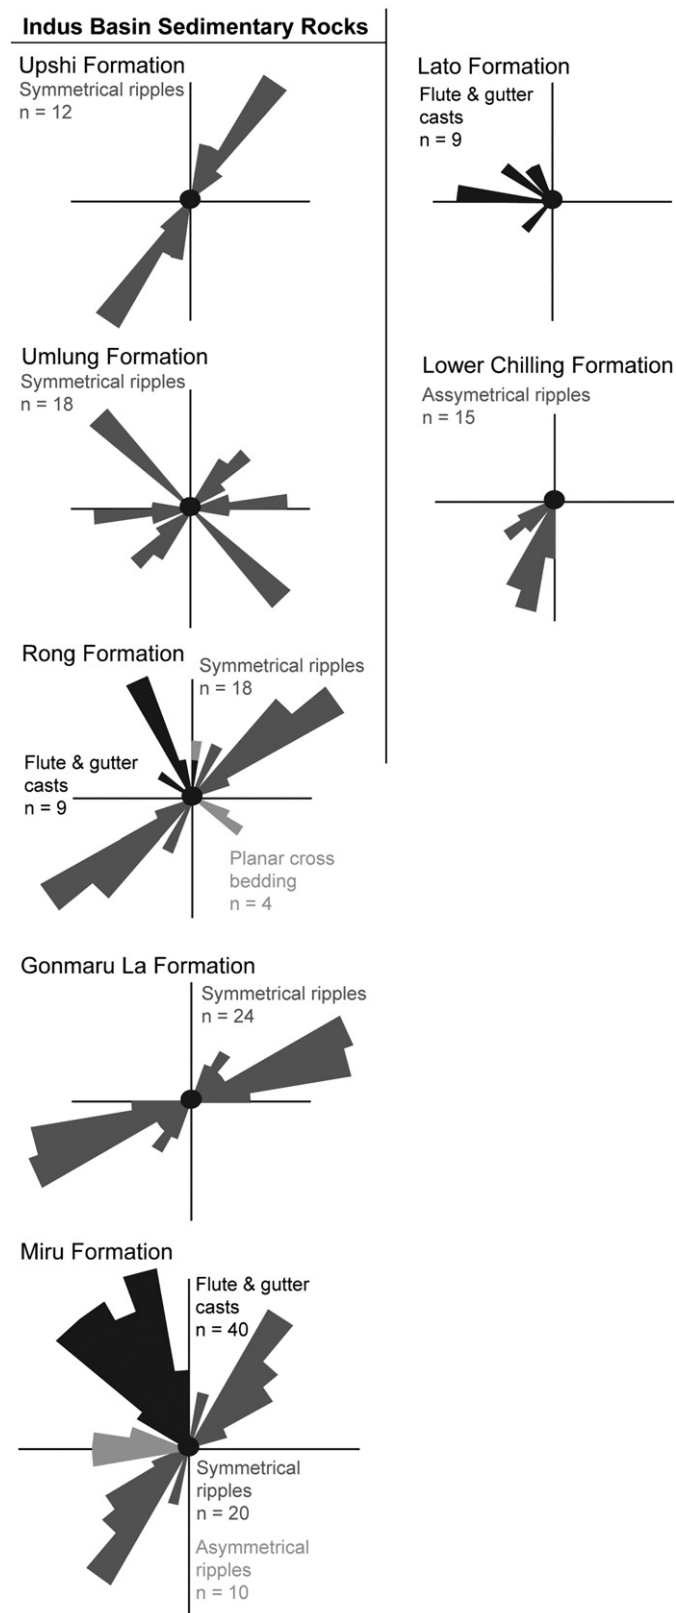 Indus Basin Sedimentary Rocks
Upshi Formation
Symmetrical ripples
n = 12
Lato Formation
Flute & gutter
casts
n = 9
Umlung Formation
Symmetrical ripples
n = 18
Lower Chilling Formation
Assymetrical ripples
n = 15
Rong Formation
Symmetrical ripples
n = 18
Flute & gutter
casts
n = 9
Planar cross
bedding
n = 4
Gonmaru La Formation
Symmetrical ripples
n = 24
Miru Formation
Flute & gutter
casts
n = 40
Symmetrical
ripples
n = 20
Asymmetrical
ripples
n = 10